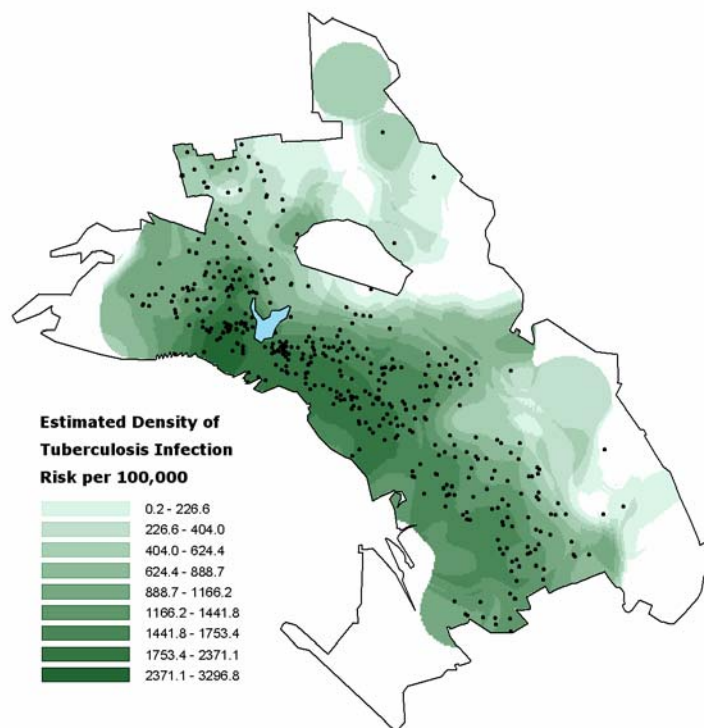 Estimated Density of
Tuberculosis Infection
Risk per 100,000
0.2 - 226.6
226.6 - 404.0
404.0 - 624.4
624.4 - 888.7
888.7 - 1166.2
1166.2 - 1441.8
1441.8 - 1753.4
1753.4 - 2371.1
2371.1 - 3296.8